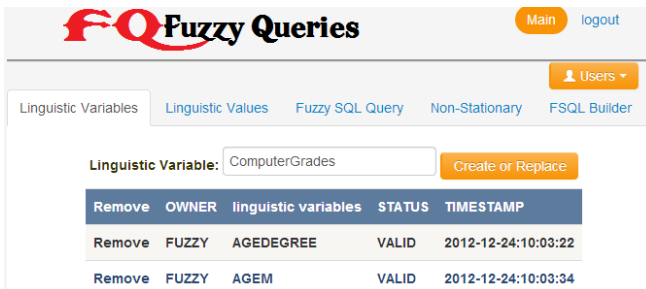 FQ Fuzzy Queries
Main logout
Users
Linguistic Variables Linguistic Values Fuzzy SQL Query Non-Stationary FSQL Builder
Linguistic Variable: ComputerGrades Create or Replace
Remove OWNER linguistic variables STATUS TIMESTAMP
Remove FUZZY AGEDEGREE VALID 2012-12-24:10:03:22
Remove FUZZY AGEM VALID 2012-12-24:10:03:34